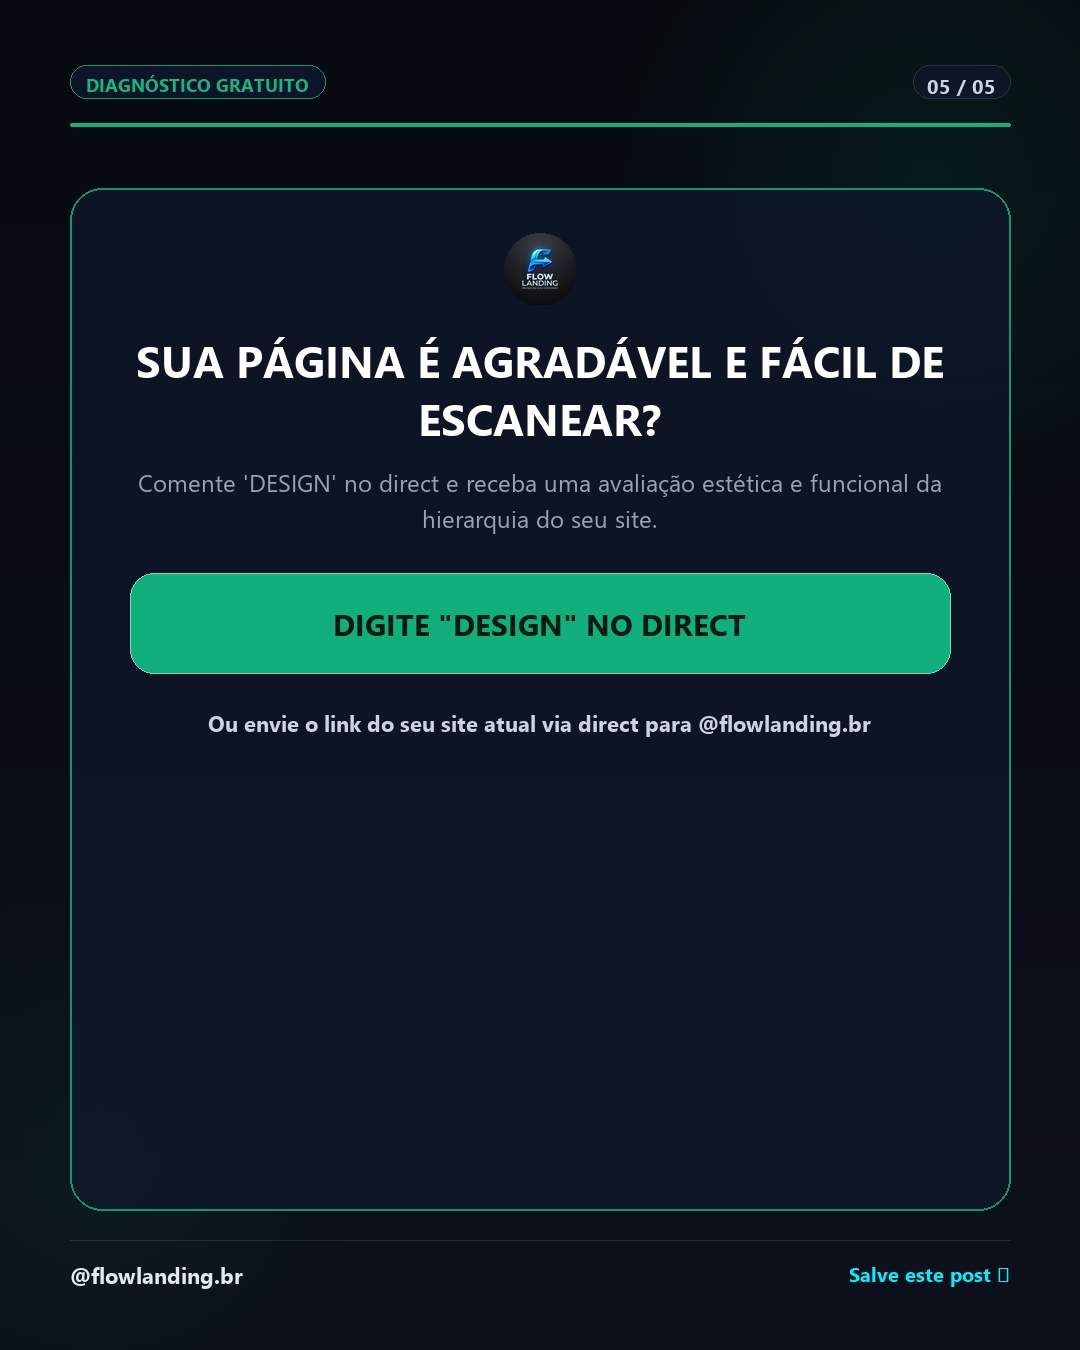 DIAGNÓSTICO GRATUITO
05 / 05
FLOW
LANDING
SUA PÁGINA É AGRADÁVEL E FÁCIL DE
ESCANEAR?
Comente 'DESIGN' no direct e receba uma avaliação estética e funcional da
hierarquia do seu site.
DIGITE "DESIGN" NO DIRECT
Ou envie o link do seu site atual via direct para @flowlanding.br
@flowlanding.br
Salve este post